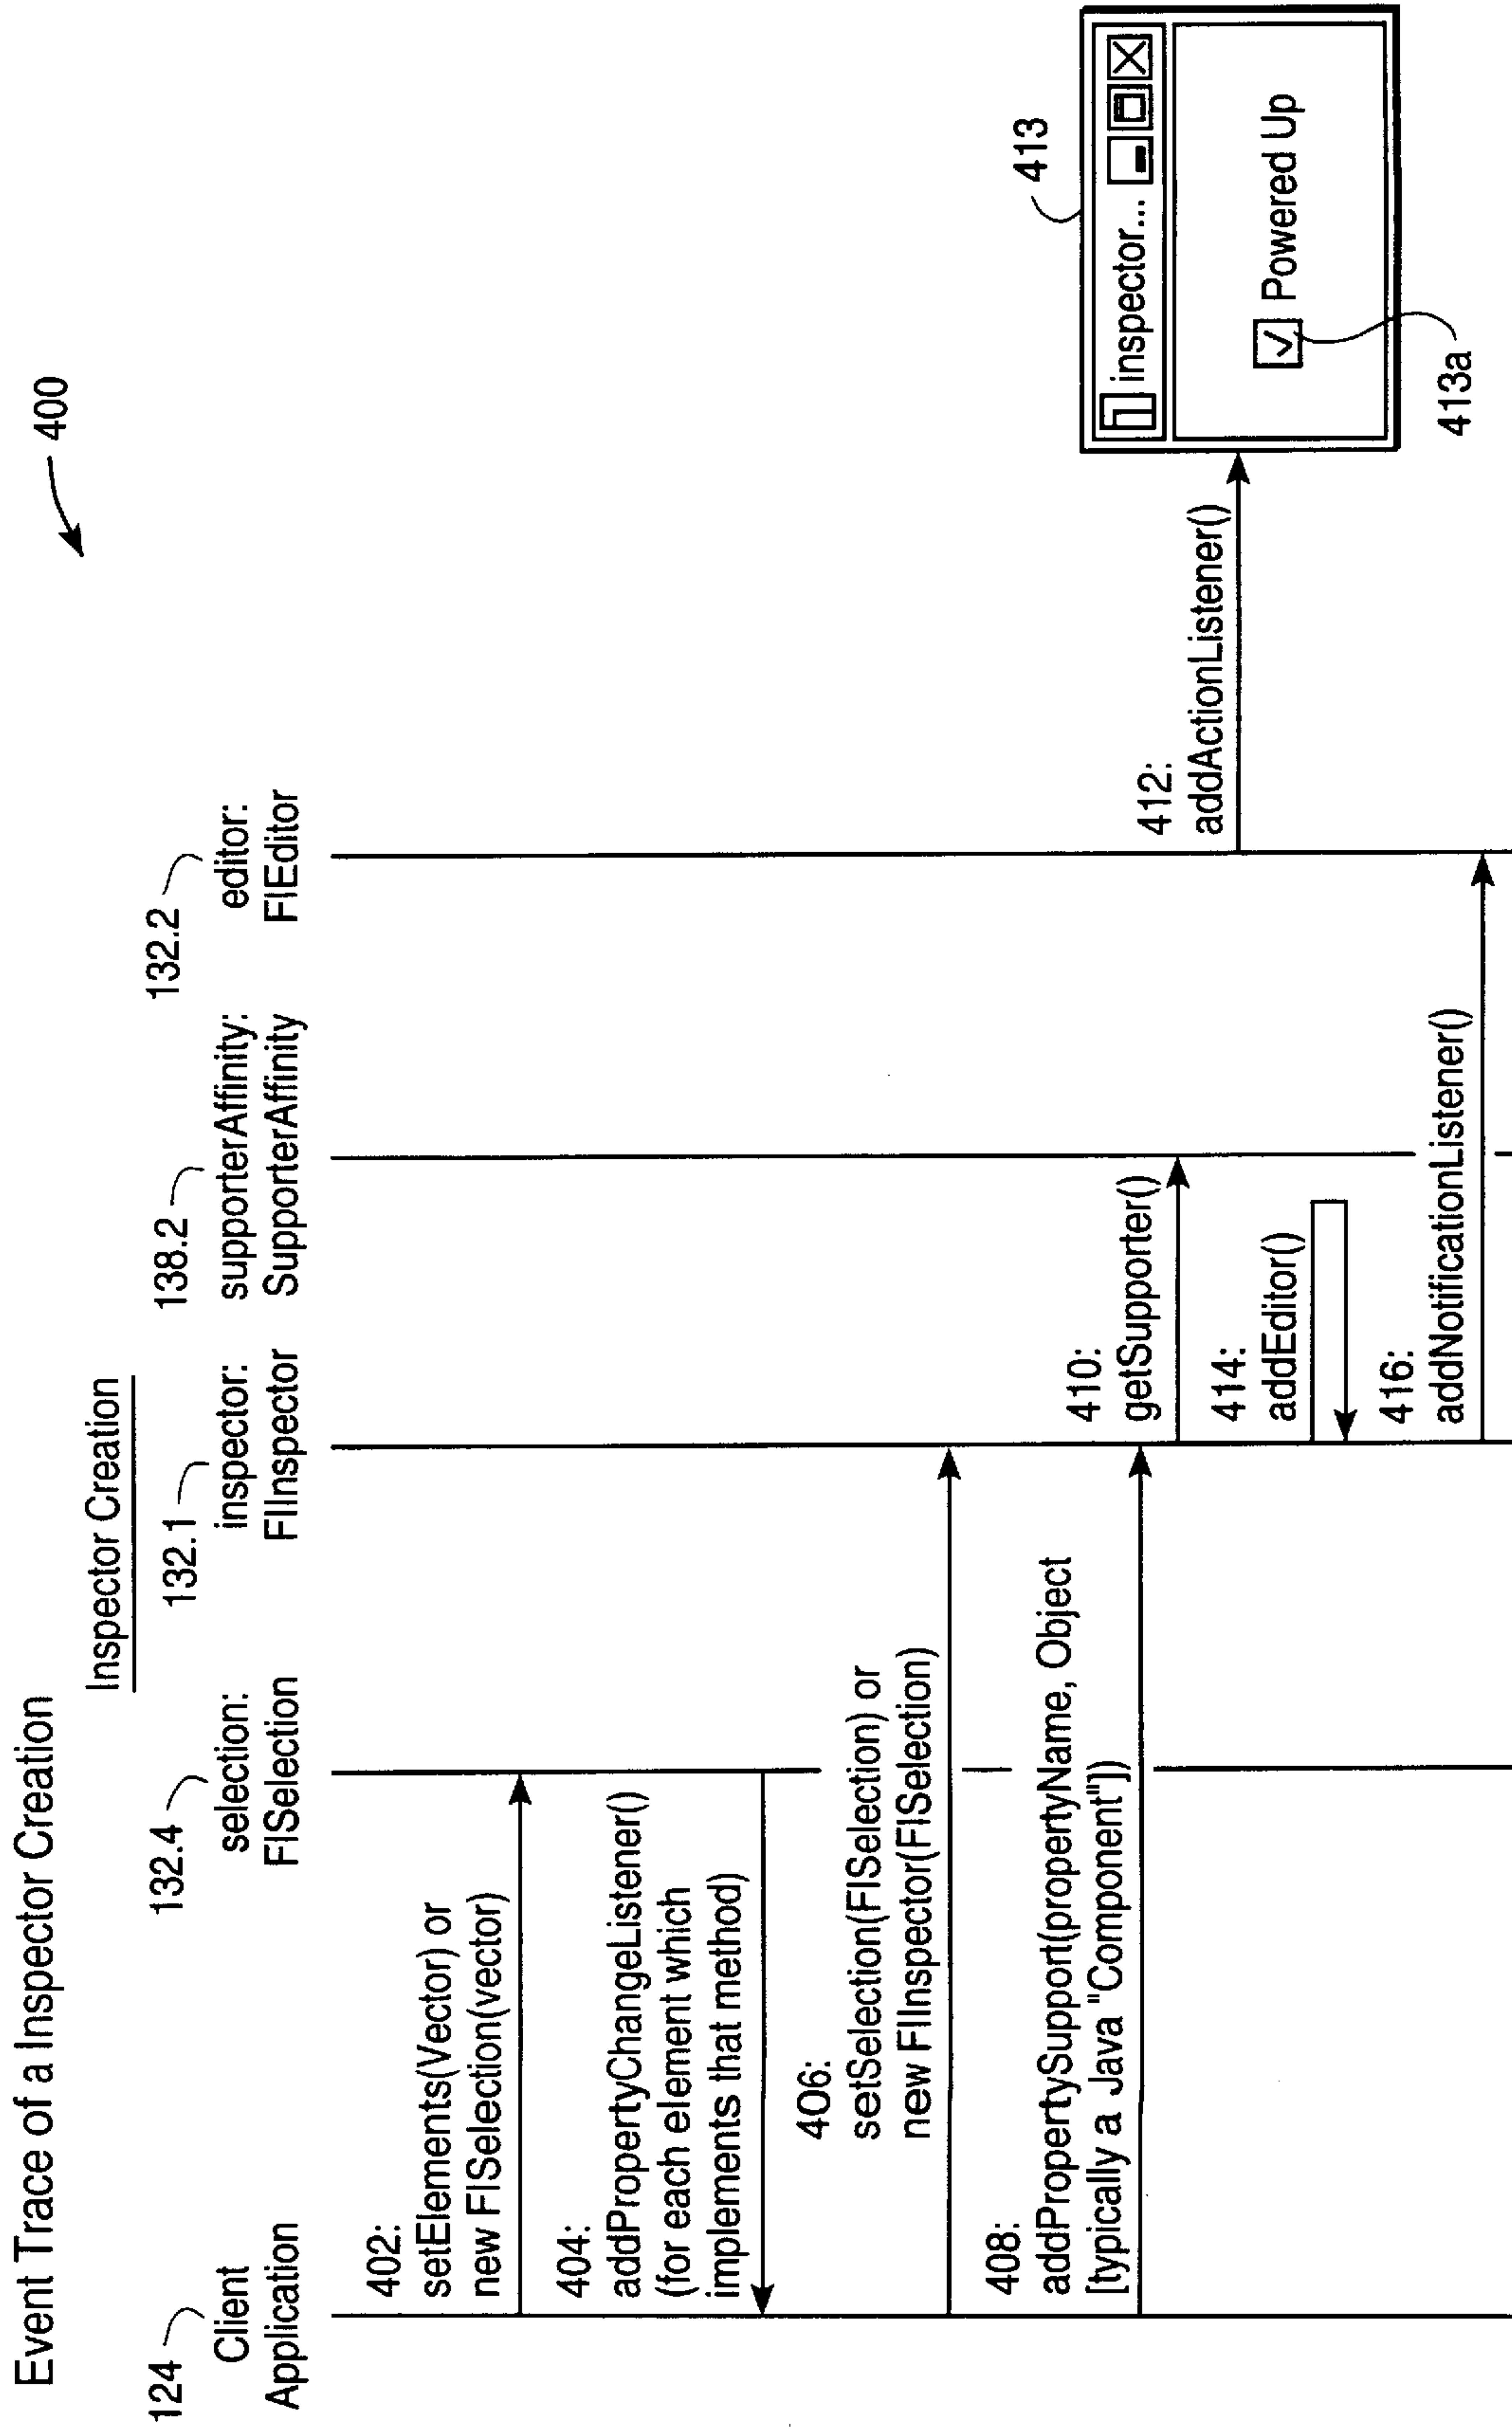 Event Trace of a Inspector Creation
400
Inspector Creation
124
Client
Application
132.4
selection:
FISelection
132.1
inspector:
FIInspector
138.2
supporterAffinity:
SupporterAffinity
132.2
editor:
FIEditor
402:
setElements(Vector) or
new FISelection(vector)
404:
addPropertyChangeListener()
(for each element which
implements that method)
406:
setSelection(FISelection) or
new FIInspector(FISelection)
408:
addPropertySupport(propertyName, Object
[typically a Java "Component"])
410:
getSupporter()
412:
addActionListener()
413
inspector...
Powered Up
413a
414:
addEditor()
416:
addNotificationListener()